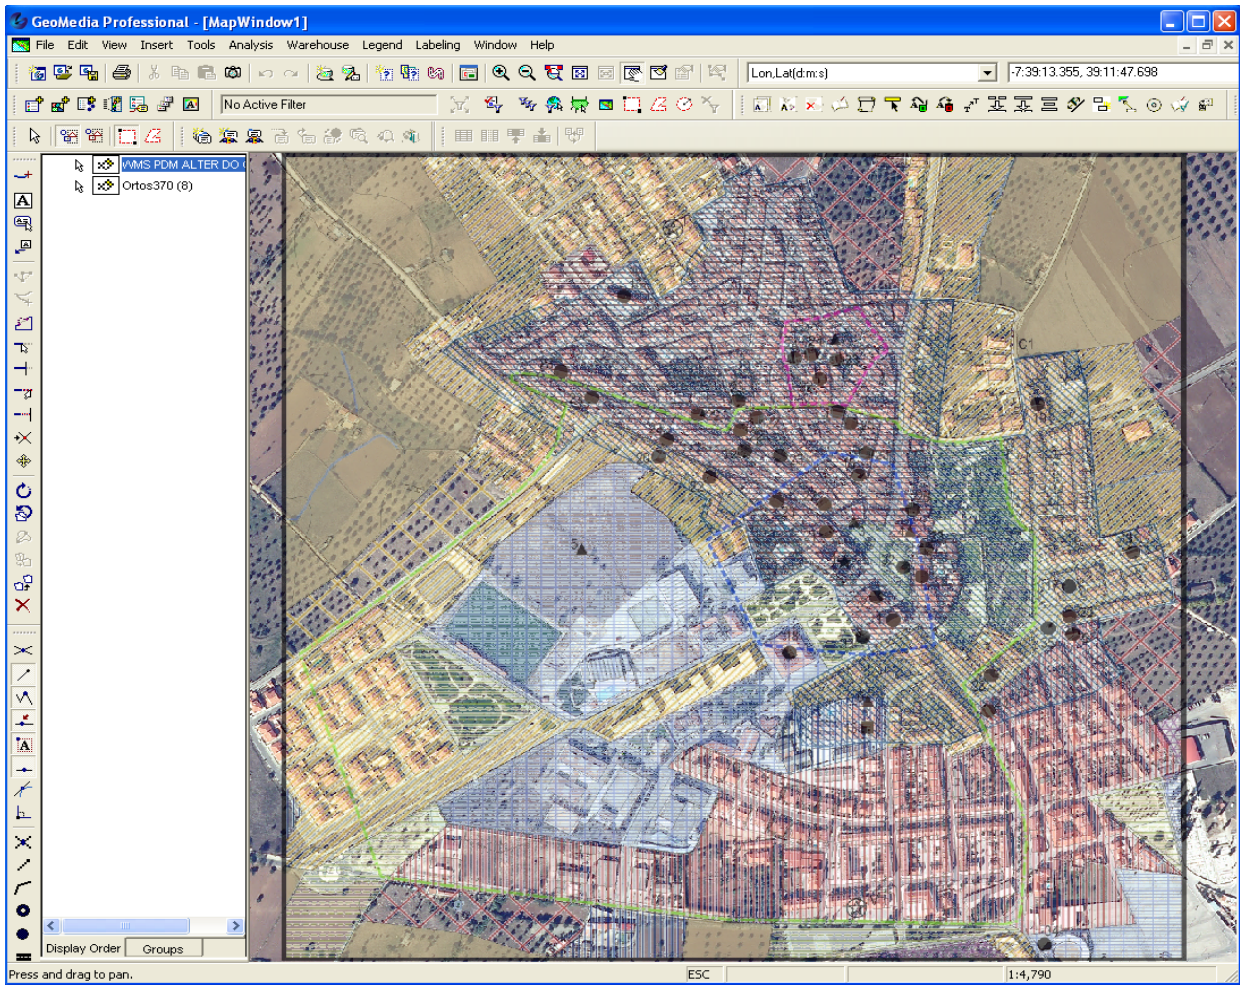 GeoMedia Professional - [MapWindow1]
File Edit View Insert Tools Analysis Warehouse Legend Labeling Window Help
Lon,Lat(d:m:s)
-7:39:13.355, 39:11:47.698
No Active Filter
WMS PDM ALTER DO
Ortos370 (8)
C1
5
Display Order Groups
Press and drag to pan.
ESC
1:4,790